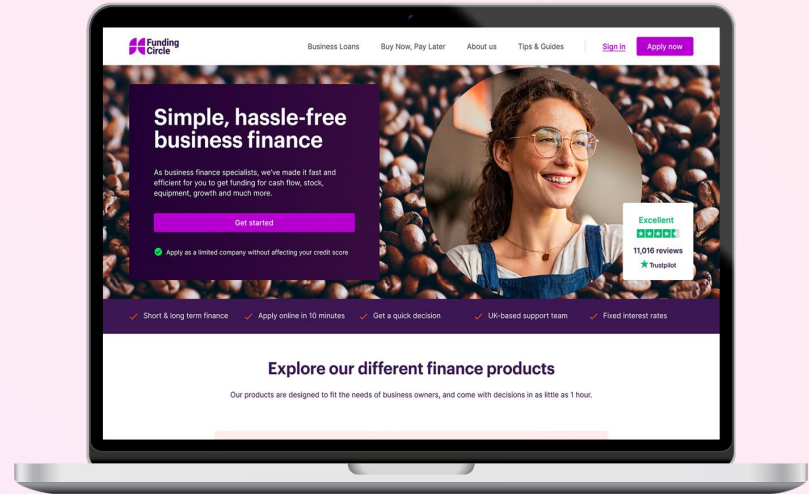 Funding
Circle
Business Loans
Buy Now, Pay Later
About us
Tips & Guides
Sign in
Apply now
Simple, hassle-free
business finance
As business finance specialists, we've made it fast and
efficient for you to get funding for cash flow, stock,
equipment, growth and much more.
Get started
Apply as a limited company without affecting your credit score
Excellent
11,016 reviews
Trustpilot
Short & long term finance
Apply online in 10 minutes
Get a quick decision
UK-based support team
Fixed interest rates
Explore our different finance products
Our products are designed to fit the needs of business owners, and come with decisions in as little as 1 hour.